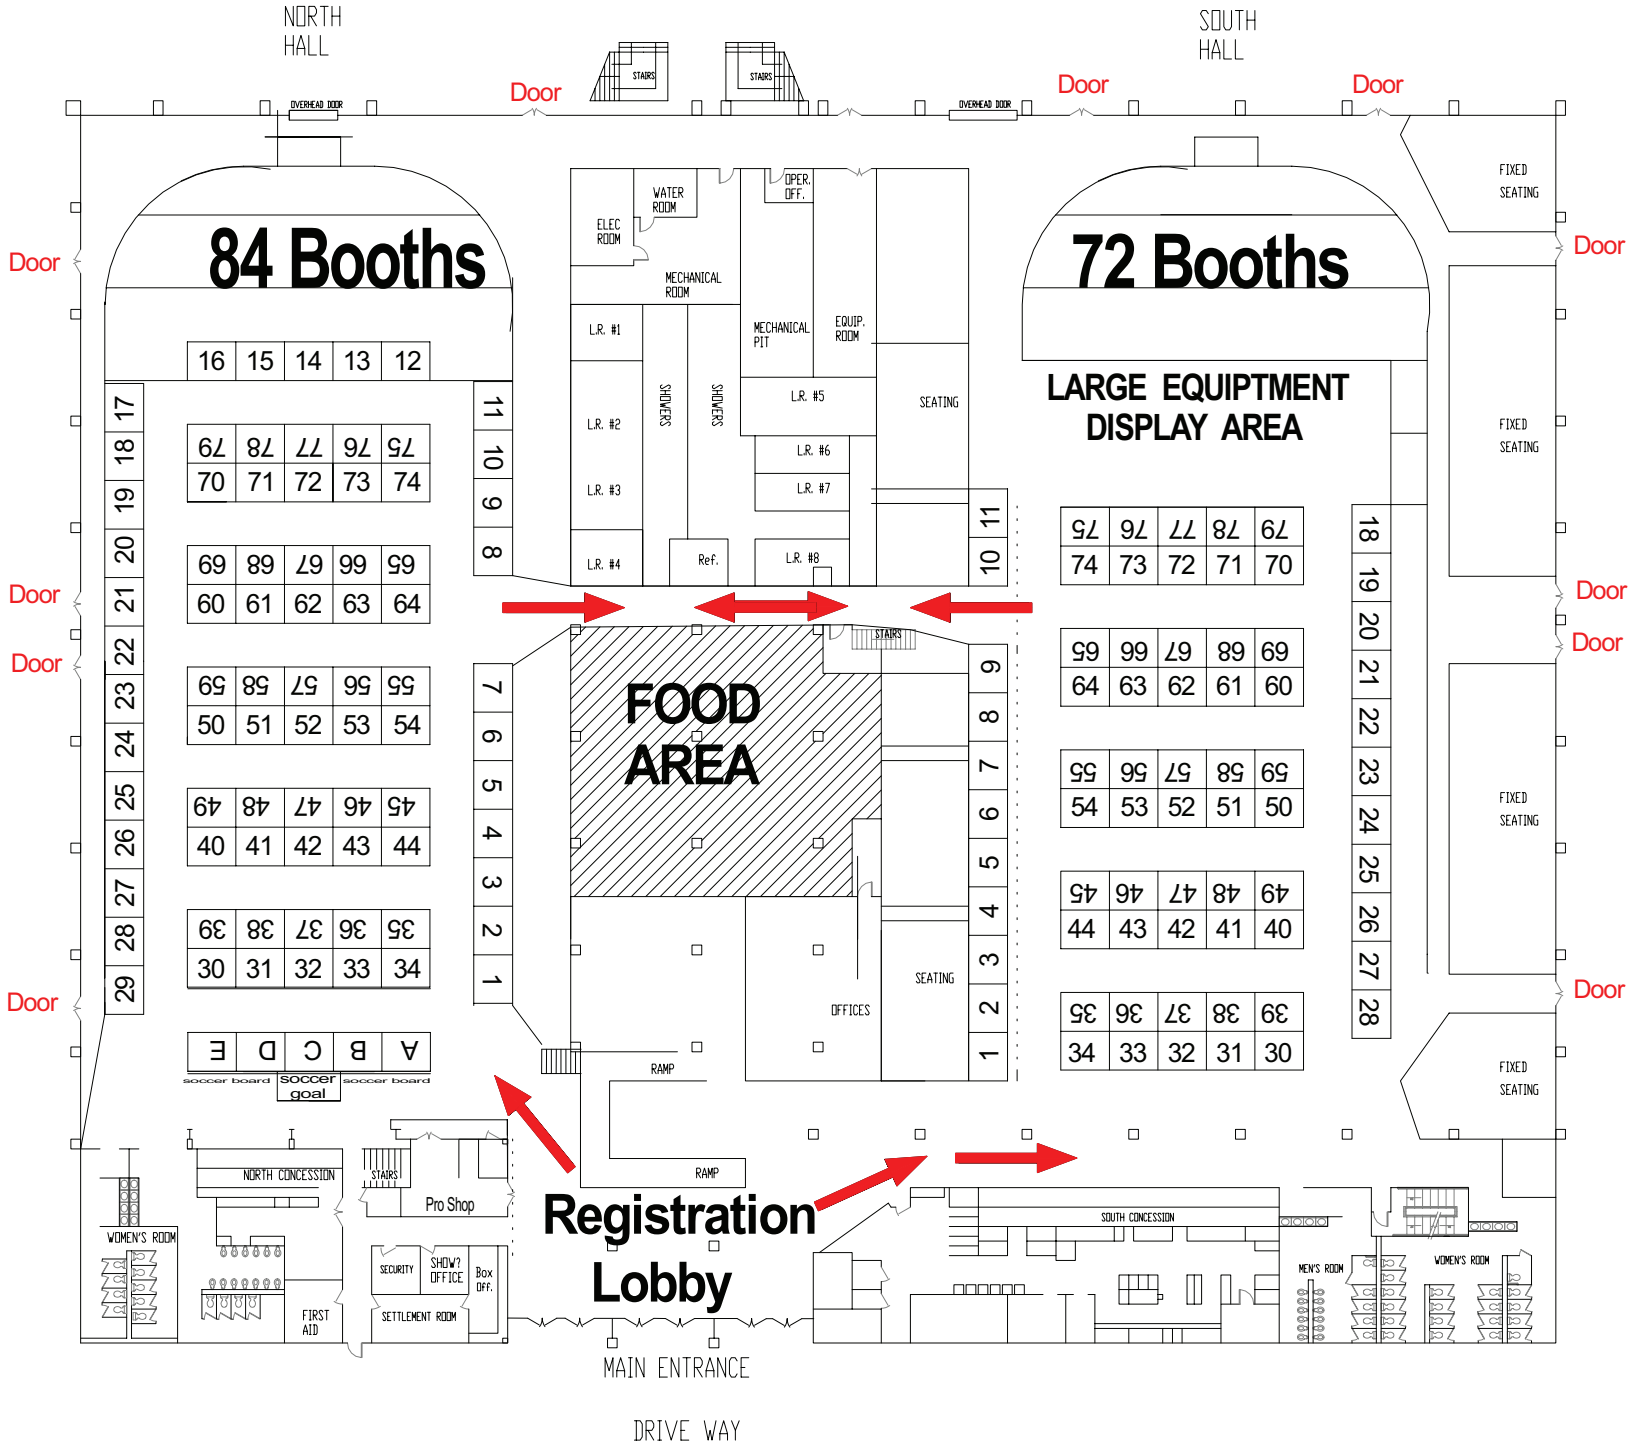 NORTH
HALL
SOUTH
HALL
STAIRS
STAIRS
Door
Door
Door
OVERHEAD DOOR
OVERHEAD DOOR
FIXED
SEATING
WATER
ROOM
OPER.
OFF.
ELEC
ROOM
84 Booths
72 Booths
Door
Door
MECHANICAL
ROOM
L.R. #1
MECHANICAL
PIT
EQUIP.
ROOM
16 15 14 13 12
LARGE EQUIPTMENT
DISPLAY AREA
SHOWERS
SHOWERS
L.R. #5
SEATING
L.R. #2
L.R. #6
L.R. #3
L.R. #7
L.R. #4
Ref.
L.R. #8
FIXED
SEATING
17
18
19
20
21
22
23
24
25
26
27
28
29
79 78 77 76 75
70 71 72 73 74
69 68 67 66 65
60 61 62 63 64
59 58 57 56 55
50 51 52 53 54
49 48 47 46 45
40 41 42 43 44
39 38 37 36 35
30 31 32 33 34
E D C B A
soccer board
soccer
goal
soccer board
11
10
9
8
7
6
5
4
3
2
1
Door
Door
Door
STAIRS
FOOD
AREA
OFFICES
SEATING
RAMP
RAMP
11
10
9
8
7
6
5
4
3
2
1
75 76 77 78 79
74 73 72 71 70
65 66 67 68 69
64 63 62 61 60
55 56 57 58 59
54 53 52 51 50
45 46 47 48 49
44 43 42 41 40
35 36 37 38 39
34 33 32 31 30
18
19
20
21
22
23
24
25
26
27
28
Door
Door
FIXED
SEATING
Door
FIXED
SEATING
NORTH CONCESSION
STAIRS
Pro Shop
Registration
Lobby
SOUTH CONCESSION
WOMEN'S ROOM
SECURITY
SHOW?
OFFICE
Box
OFF.
FIRST
AID
SETTLEMENT ROOM
MEN'S ROOM
WOMEN'S ROOM
MAIN ENTRANCE
DRIVE WAY